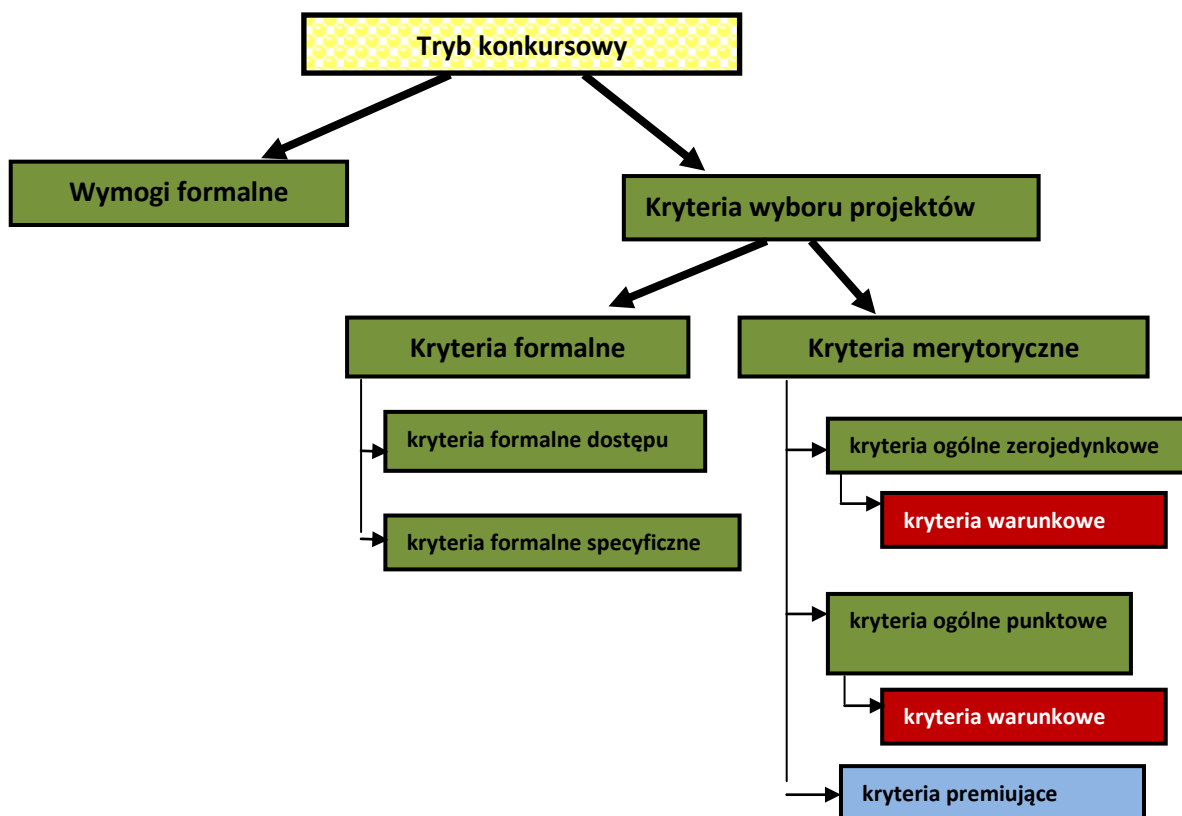 Tryb konkursowy
Wymogi formalne
Kryteria wyboru projektów
Kryteria formalne
Kryteria merytoryczne
kryteria formalne dostępu
kryteria formalne specyficzne
kryteria ogólne zerojedynkowe
kryteria warunkowe
kryteria ogólne punktowe
kryteria warunkowe
kryteria premiujące